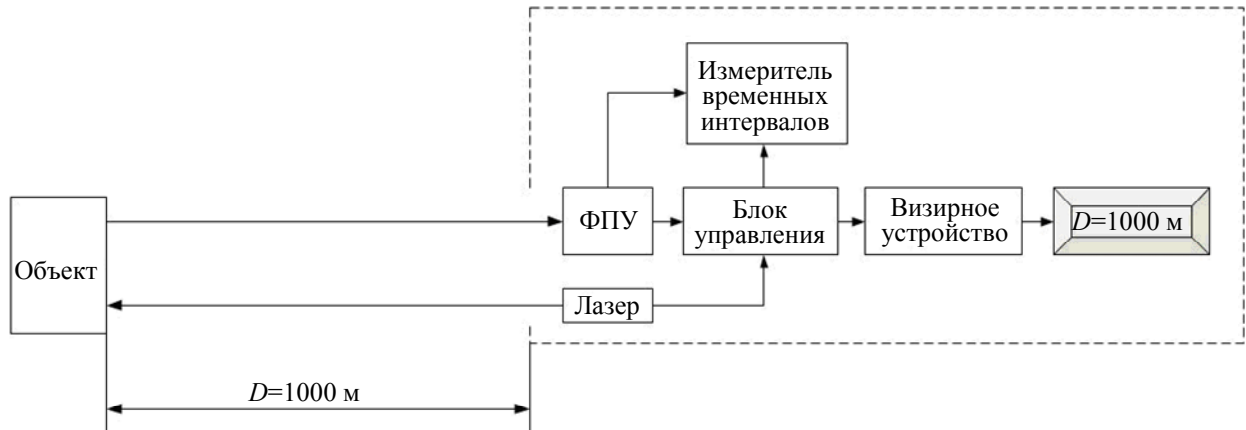 Измеритель
временных
интервалов
Объект
ФПУ
Блок
управления
Визирное
устройство
D=1000 м
Лазер
D=1000 м